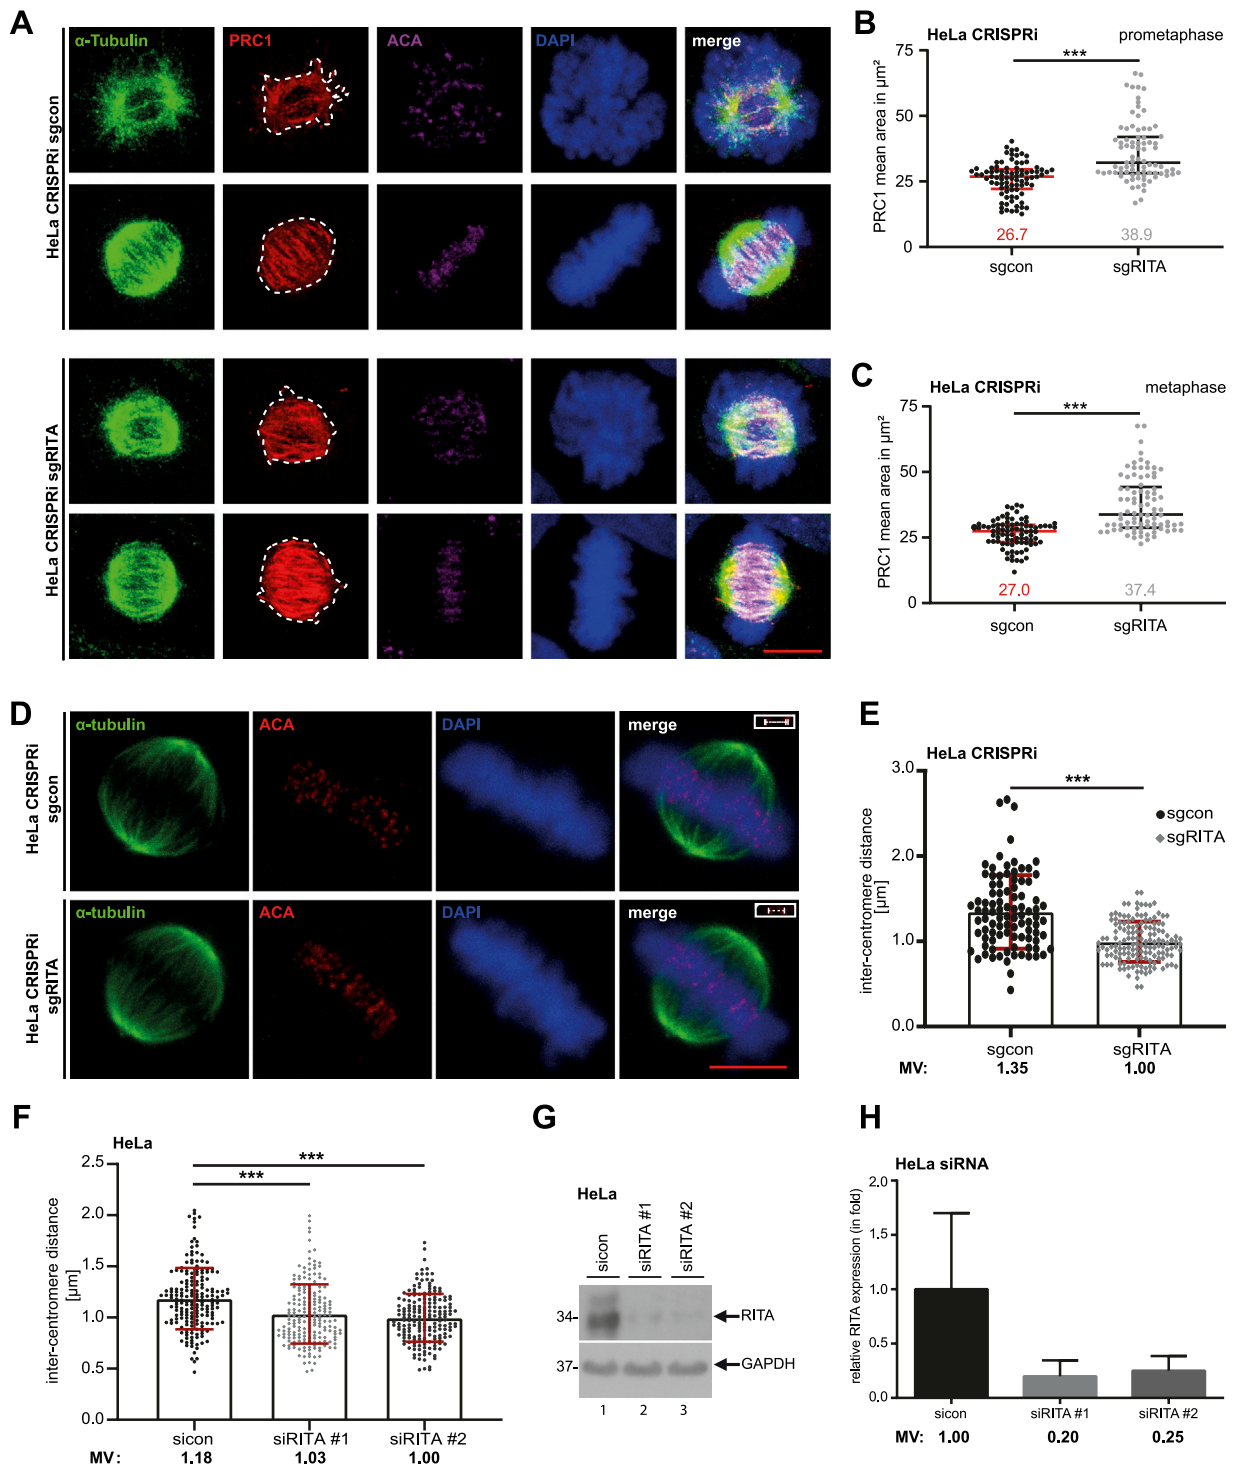 A
α-Tubulin
PRC1
ACA
DAPI
merge
HeLa CRISPRi sgcon
HeLa CRISPRi sgRITA
B
HeLa CRISPRi
prometaphase
***
PRC1 mean area in µm²
75
50
25
0
26.7
38.9
sgcon
sgRITA
C
HeLa CRISPRi
metaphase
***
PRC1 mean area in µm²
75
50
25
0
27.0
37.4
sgcon
sgRITA
D
α-tubulin
ACA
DAPI
merge
HeLa CRISPRi
sgcon
α-tubulin
ACA
DAPI
merge
HeLa CRISPRi
sgRITA
E
HeLa CRISPRi
***
sgcon
sgRITA
inter-centromere distance
[µm]
3.0
2.0
1.0
0.0
sgcon
sgRITA
MV: 1.35 1.00
F
HeLa
***
***
inter-centromere distance
[µm]
2.5
2.0
1.5
1.0
0.5
0.0
sicon
siRITA #1
siRITA #2
MV: 1.18 1.03 1.00
G
HeLa
sicon
siRITA #1
siRITA #2
34-
RITA
37-
GAPDH
1 2 3
H
HeLa siRNA
relative RITA expression (in fold)
2.0
1.5
1.0
0.5
0.0
sicon
siRITA #1
siRITA #2
MV: 1.00 0.20 0.25